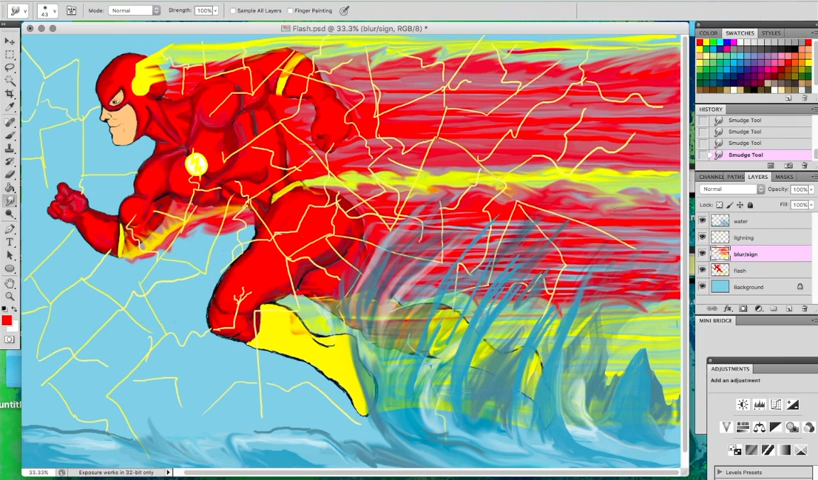 43
Mode: Normal
Strength: 100%
Sample All Layers
Finger Painting
Flash.psd @ 33.3% (blur/sign, RGB/8) *
COLOR SWATCHES
HISTORY
Smudge Tool
Smudge Tool
Smudge Tool
Smudge Tool
CHANNE PATHS LAYERS MASKS
Normal
Opacity: 100%
Lock:
Fill: 100%
water
lightning
blur/sign
flash
Background
MINI BRIDGE
ADJUSTMENTS
Add an adjustment
Levels Presets
untitl
33.33%
Exposure works in 32-bit only